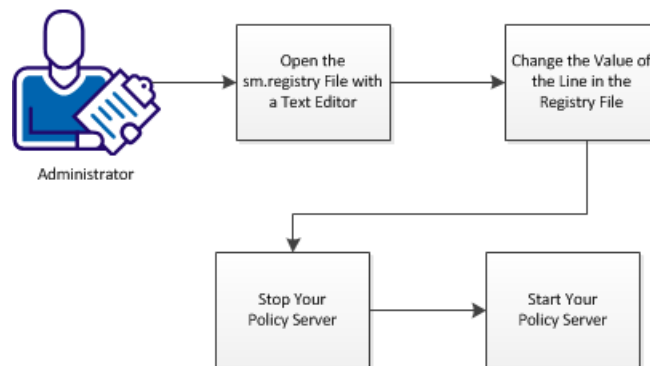 Administrator
Open the
sm.registry File with
a Text Editor
Change the Value of
the Line in the
Registry File
Stop Your
Policy Server
Start Your
Policy Server